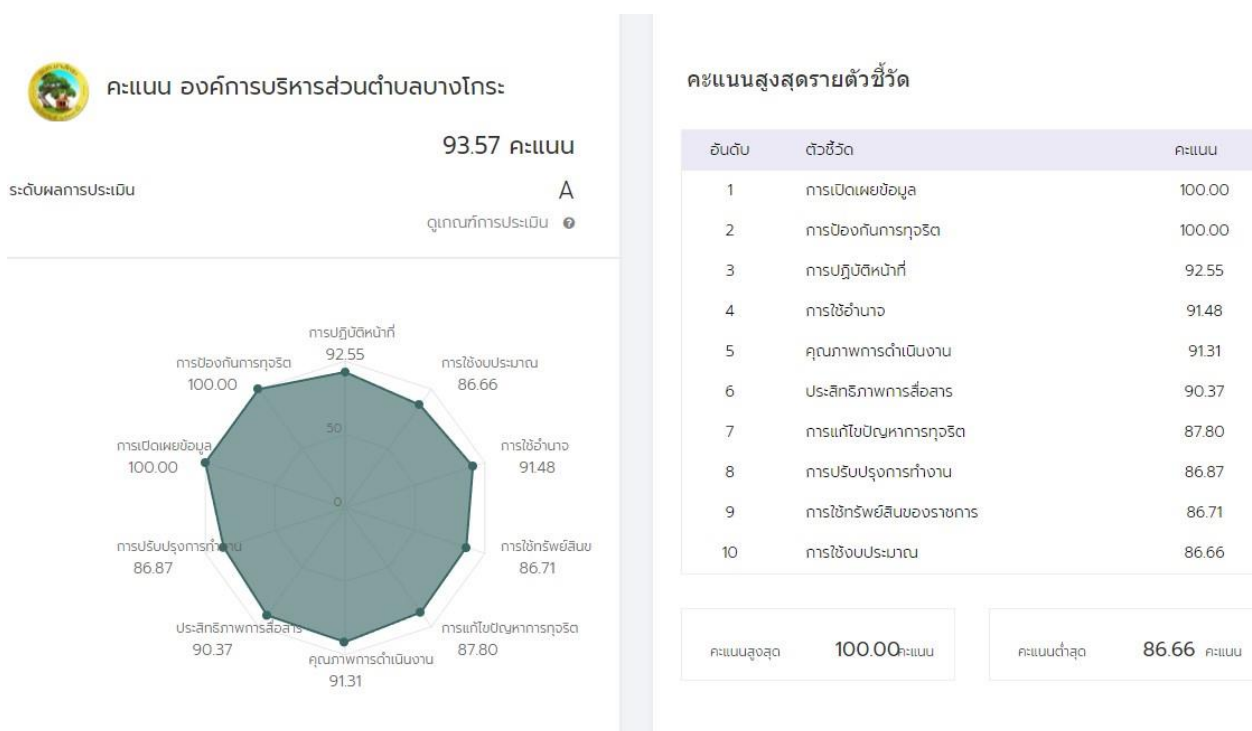 คะแนน องค์การบริหารส่วนตำบลบางโกระ
93.57 คะแนน
ระดับผลการประเมิน
A
ดูเกณฑ์การประเมิน
การปฏิบัติหน้าที่
92.55
การใช้งบประมาณ
86.66
การใช้อำนาจ
91.48
การใช้ทรัพย์สินข
86.71
การแก้ไขปัญหาการทุจริต
87.80
คุณภาพการดำเนินงาน
91.31
ประสิทธิภาพการสื่อสาร
90.37
การปรับปรุงการทำงาน
86.87
การเปิดเผยข้อมูล
100.00
การป้องกันการทุจริต
100.00
50
0
คะแนนสูงสุดรายตัวชี้วัด
อันดับ ตัวชี้วัด คะแนน
1 การเปิดเผยข้อมูล 100.00
2 การป้องกันการทุจริต 100.00
3 การปฏิบัติหน้าที่ 92.55
4 การใช้อำนาจ 91.48
5 คุณภาพการดำเนินงาน 91.31
6 ประสิทธิภาพการสื่อสาร 90.37
7 การแก้ไขปัญหาการทุจริต 87.80
8 การปรับปรุงการทำงาน 86.87
9 การใช้ทรัพย์สินของราชการ 86.71
10 การใช้งบประมาณ 86.66
คะแนนสูงสุด 100.00 คะแนน
คะแนนต่ำสุด 86.66 คะแนน